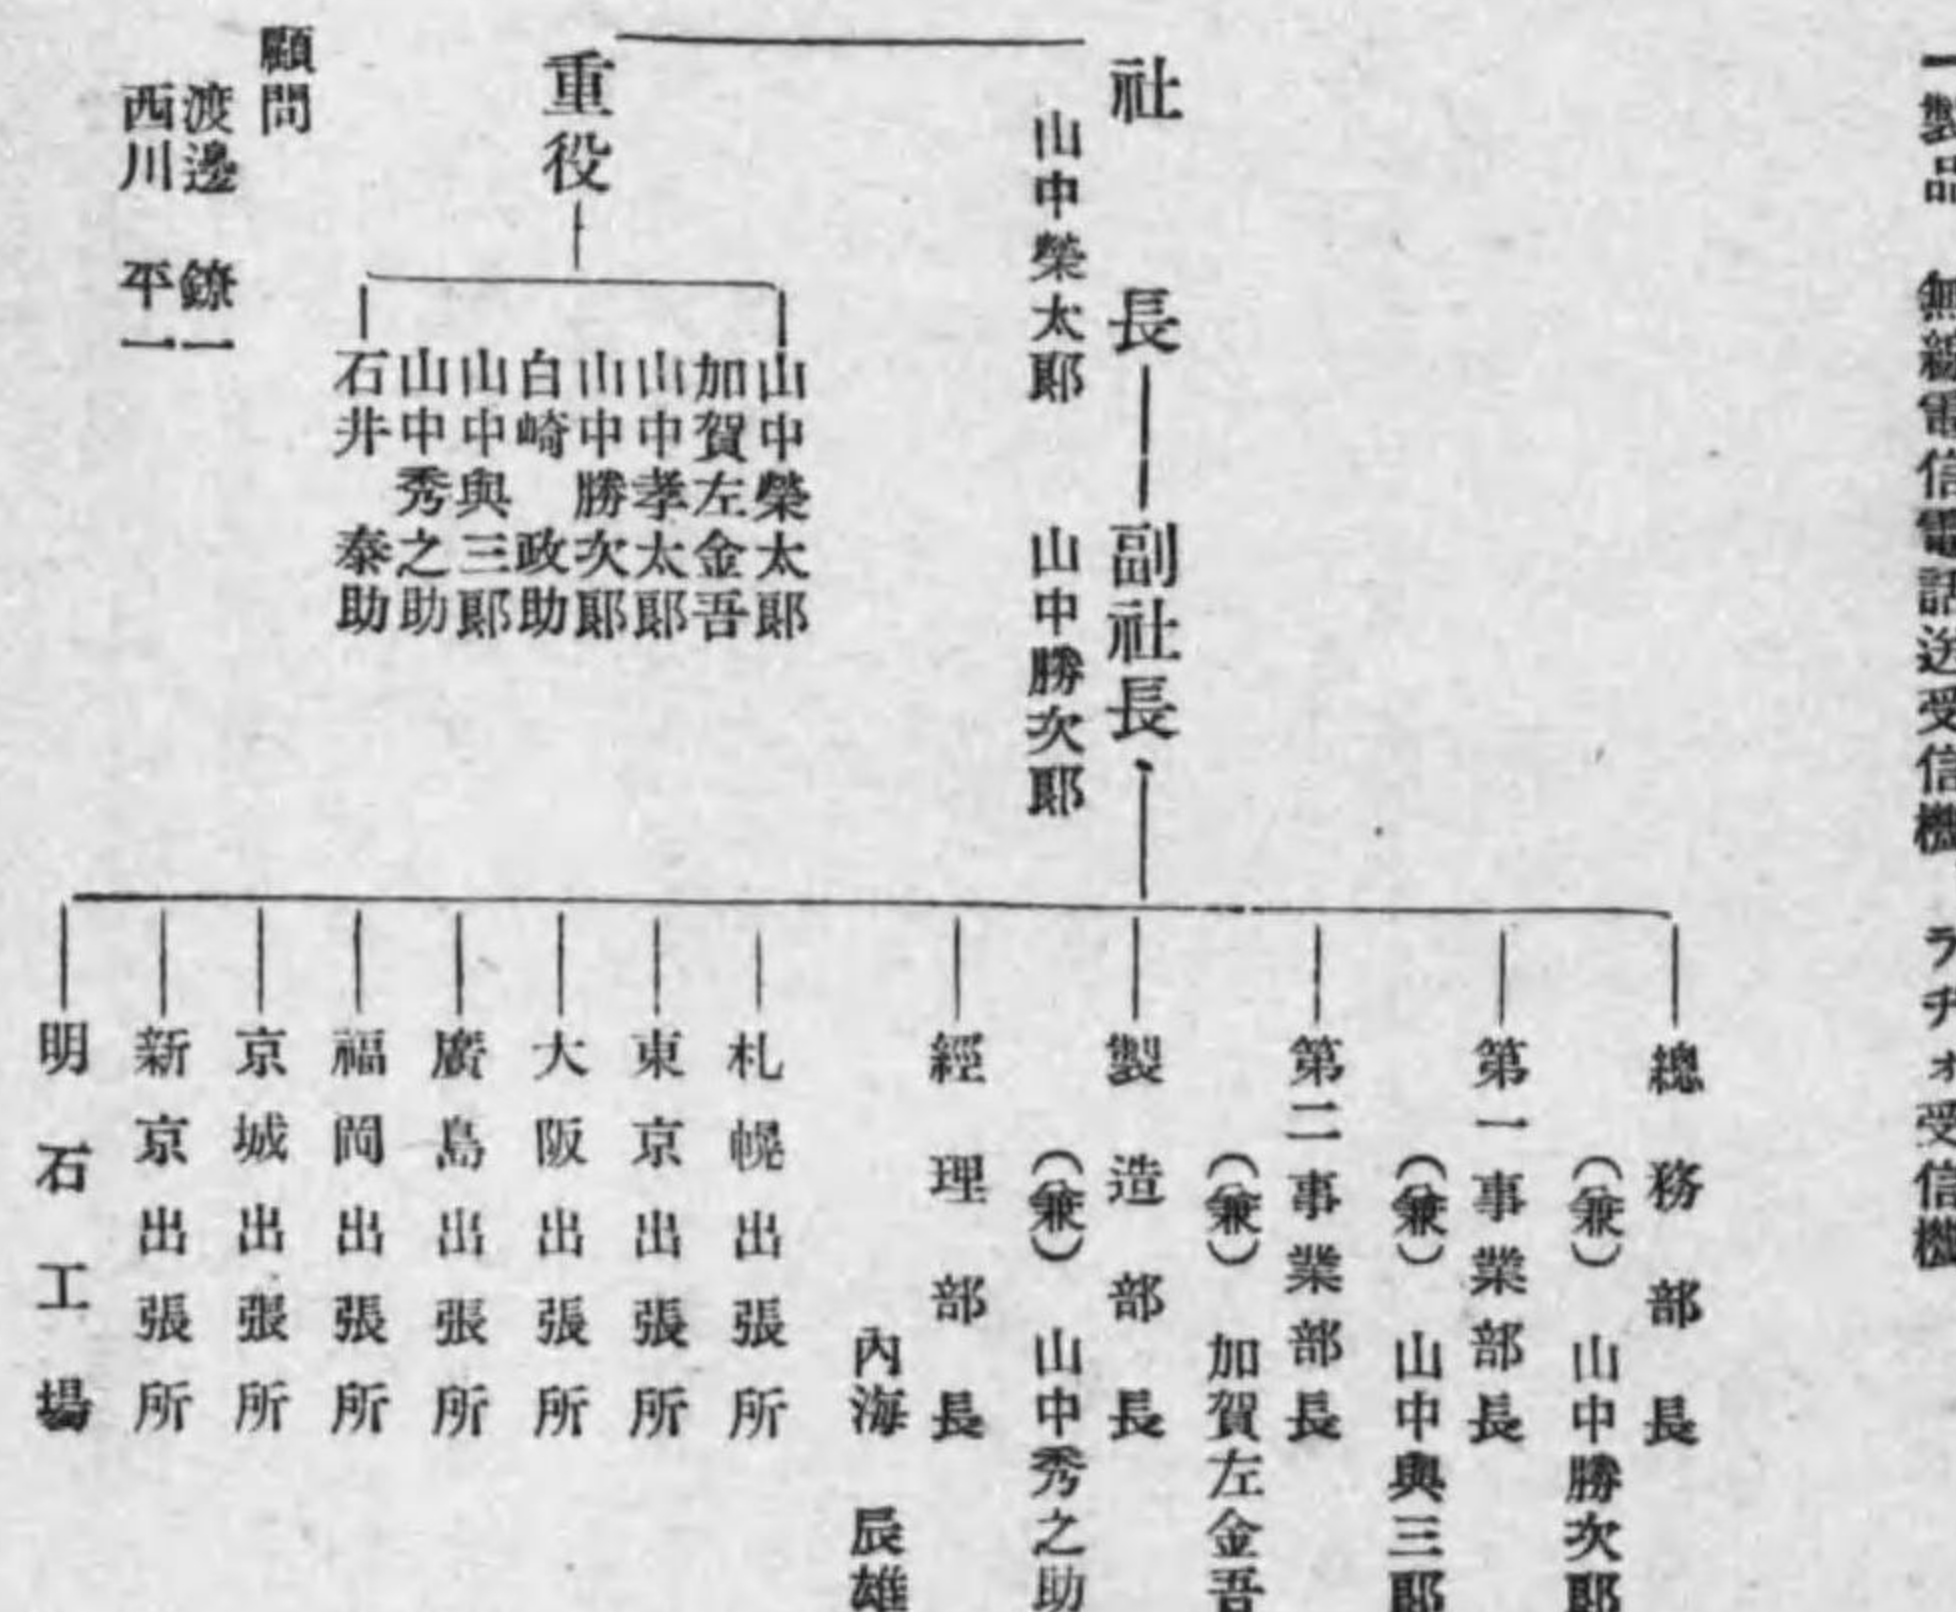 一製品 無線電信電話送受信機 ラヂオ受信機
社長
山中榮太郎
副社長
山中勝次郎
總務部長
(兼) 山中勝次郎
第一事業部長
(兼) 山中與三郎
第二事業部長
(兼) 加賀左金吾
製造部長
(兼) 山中秀之助
經理部長
內海 辰雄
札幌出張所
東京出張所
大阪出張所
廣島出張所
福岡出張所
京城出張所
新京出張所
明石工場
重役
山中榮太郎
加賀左金吾
山中孝太郎
山中勝次郎
白崎 政助
山中與三郎
山中秀之助
石井 泰助
顧問
渡邊 鐐一
西川 平一